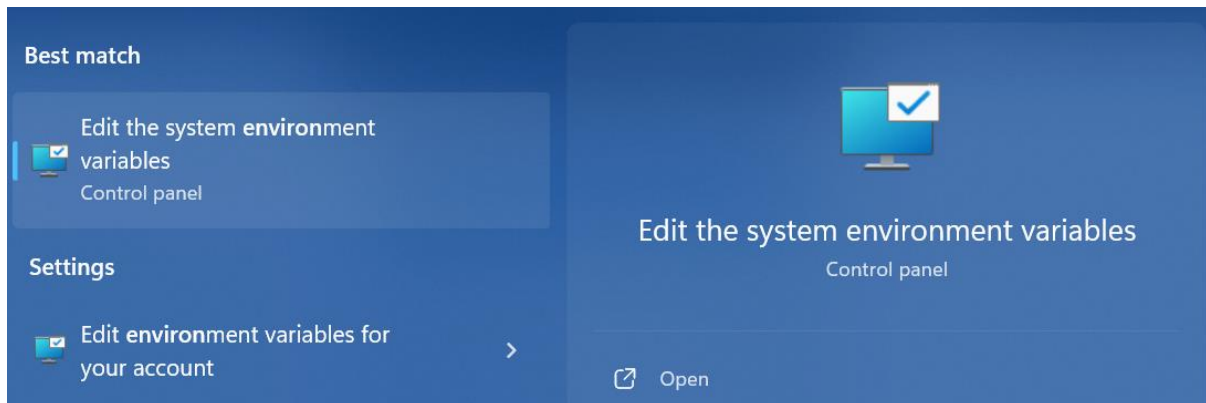 Best match
Edit the system environment
variables
Control panel
Settings
Edit environment variables for
your account
Edit the system environment variables
Control panel
Open